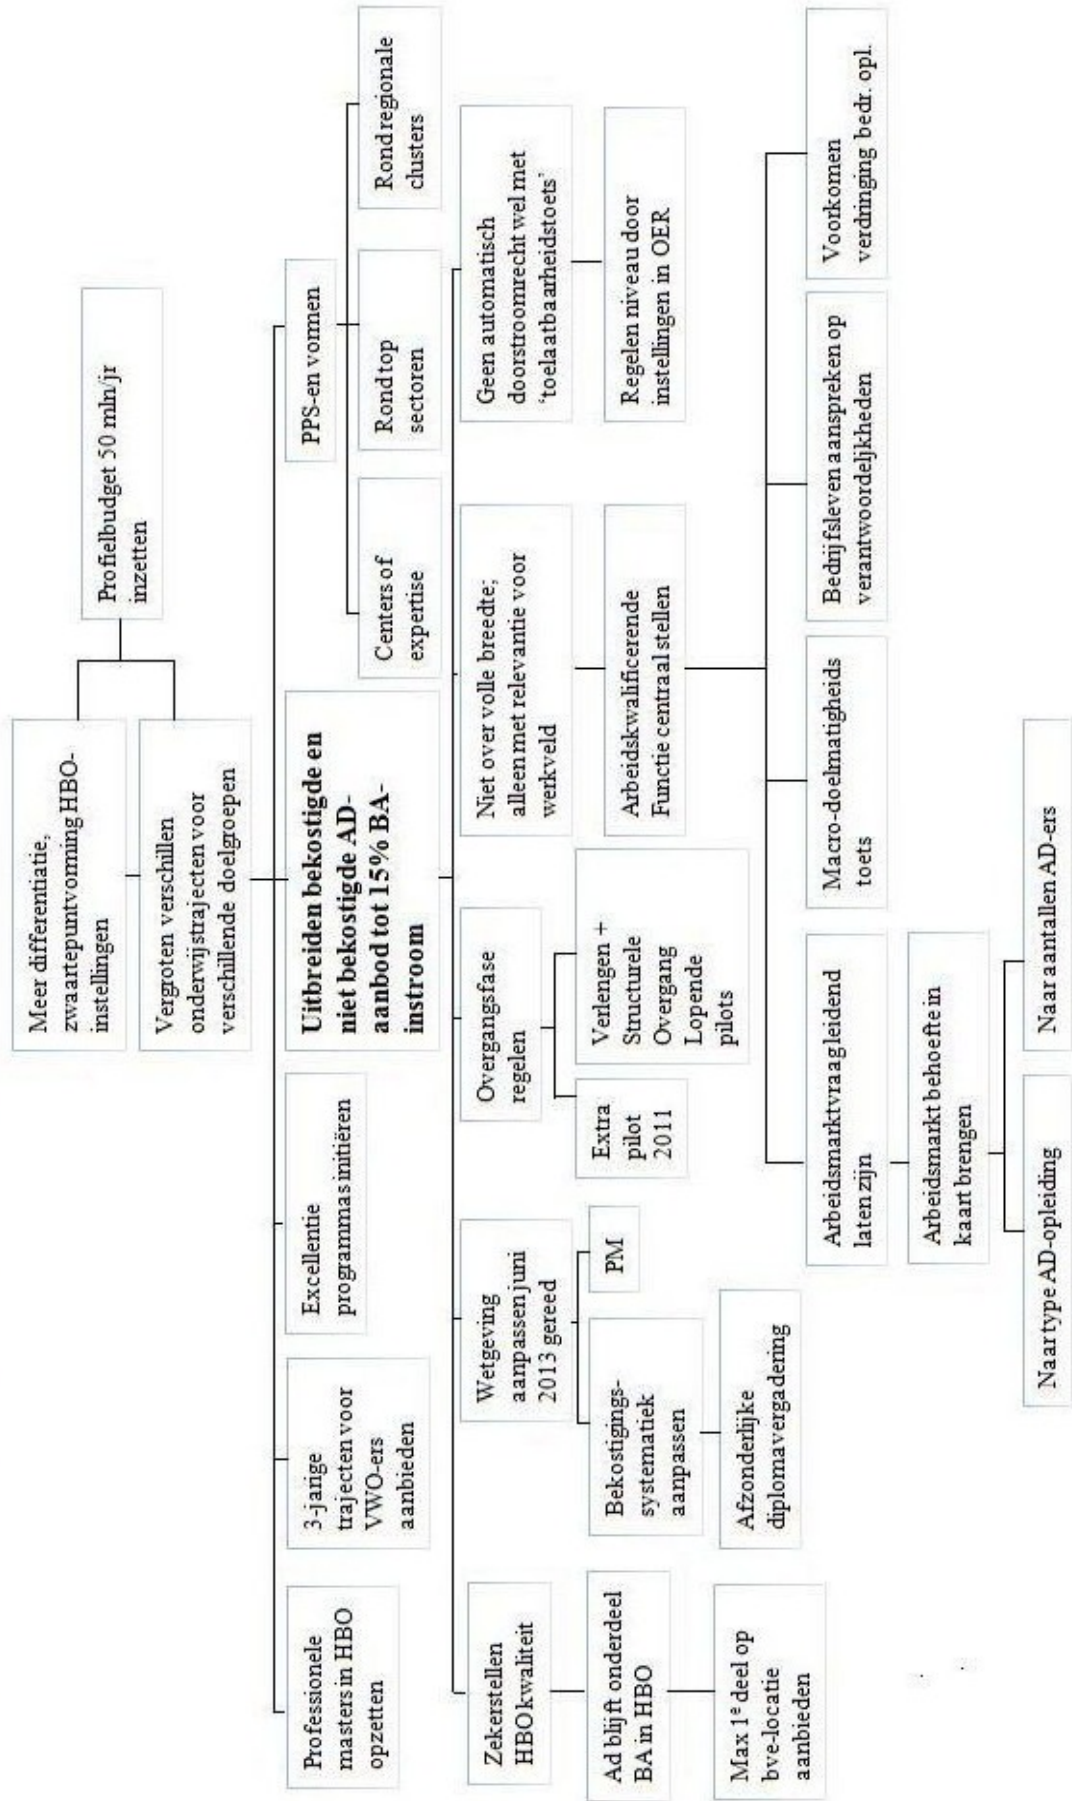 Meer differentiatie,
zwaartepuntvorming HBO-
instellingen
Profielbudget 50 mln/jr
inzetten
Vergroten verschillen
onderwijstrajecten voor
verschillende doelgroepen
Professionele
masters in HBO
opzetten
3-jarige
trajecten voor
VWO-ers
aanbieden
Excellentie
programmas initiëren
Uitbreiden bekostigde en
niet bekostigde AD-
aanbod tot 15% BA-
instroom
PPS-en vormen
Centers of
expertise
Rond top
sectoren
Rond regionale
clusters
Zekerstellen
HBO kwaliteit
Wetgeving
aanpassen juni
2013 gereed
Overgangsfase
regelen
Niet over volle breedte;
alleen met relevantie voor
werkveld
Geen automatisch
doorstroomrecht wel met
‘toelaatbaarheidstoets’
Ad blijft onderdeel
BA in HBO
Bekostigings-
systematiek
aanpassen
PM
Extra
pilot
2011
Verlengen +
Structurele
Overgang
Lopende
pilots
Arbeidskwalificerende
Functie centraal stellen
Regelen niveau door
instellingen in OER
Max 1e deel op
bve-locatie
aanbieden
Afzonderlijke
diplomavergadering
Arbeidsmarktvraag leidend
laten zijn
Macro-doelmatigheids
toets
Bedrijfsleven aanspreken op
verantwoordelijkheden
Voorkomen
verdringing bedr. opl.
Arbeidsmarkt behoefte in
kaart brengen
Naar type AD-opleiding
Naar aantallen AD-ers